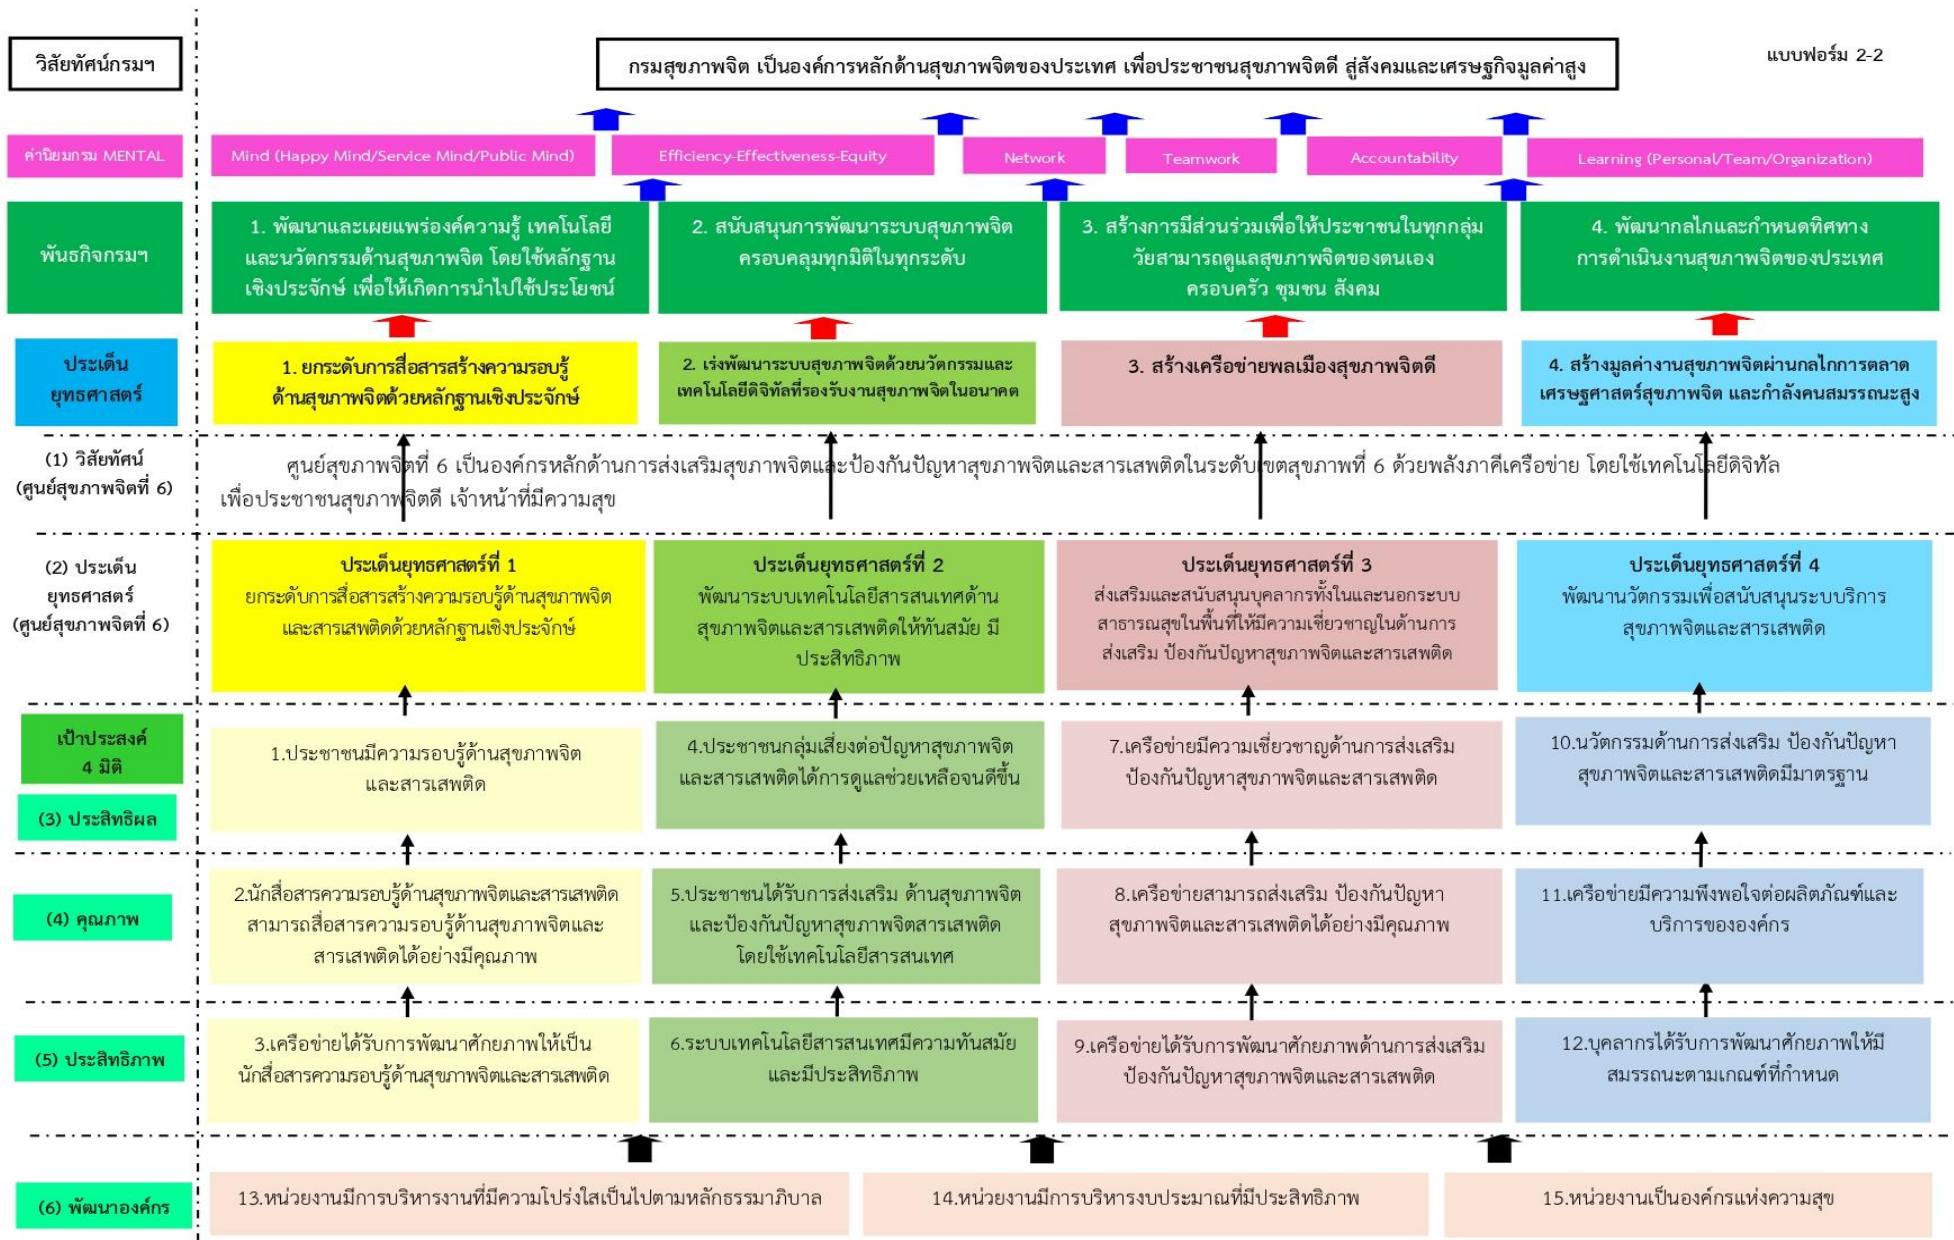 วิสัยทัศน์กรมฯ
กรมสุขภาพจิต เป็นองค์การหลักด้านสุขภาพจิตของประเทศ เพื่อประชาชนสุขภาพจิตดี สู่สังคมและเศรษฐกิจมูลค่าสูง
แบบฟอร์ม 2-2
ค่านิยมกรม MENTAL
Mind (Happy Mind/Service Mind/Public Mind)
Efficiency-Effectiveness-Equity
Network
Teamwork
Accountability
Learning (Personal/Team/Organization)
พันธกิจกรมฯ
1. พัฒนาและเผยแพร่องค์ความรู้ เทคโนโลยี
และนวัตกรรมด้านสุขภาพจิต โดยใช้หลักฐาน
เชิงประจักษ์ เพื่อให้เกิดการนำไปใช้ประโยชน์
2. สนับสนุนการพัฒนาระบบสุขภาพจิต
ครอบคลุมทุกมิติในทุกระดับ
3. สร้างการมีส่วนร่วมเพื่อให้ประชาชนในทุกกลุ่ม
วัยสามารถดูแลสุขภาพจิตของตนเอง
ครอบครัว ชุมชน สังคม
4. พัฒนากลไกและกำหนดทิศทาง
การดำเนินงานสุขภาพจิตของประเทศ
ประเด็น
ยุทธศาสตร์
1. ยกระดับการสื่อสารสร้างความรอบรู้
ด้านสุขภาพจิตด้วยหลักฐานเชิงประจักษ์
2. เร่งพัฒนาระบบสุขภาพจิตด้วยนวัตกรรมและ
เทคโนโลยีดิจิทัลที่รองรับงานสุขภาพจิตในอนาคต
3. สร้างเครือข่ายพลเมืองสุขภาพจิตดี
4. สร้างมูลค่างานสุขภาพจิตผ่านกลไกการตลาด
เศรษฐศาสตร์สุขภาพจิต และกำลังคนสมรรถนะสูง
(1) วิสัยทัศน์
(ศูนย์สุขภาพจิตที่ 6)
ศูนย์สุขภาพจิตที่ 6 เป็นองค์กรหลักด้านการส่งเสริมสุขภาพจิตและป้องกันปัญหาสุขภาพจิตและสารเสพติดในระดับเขตสุขภาพที่ 6 ด้วยพลังภาคีเครือข่าย โดยใช้เทคโนโลยีดิจิทัล
เพื่อประชาชนสุขภาพจิตดี เจ้าหน้าที่มีความสุข
(2) ประเด็น
ยุทธศาสตร์
(ศูนย์สุขภาพจิตที่ 6)
ประเด็นยุทธศาสตร์ที่ 1
ยกระดับการสื่อสารสร้างความรอบรู้ด้านสุขภาพจิต
และสารเสพติดด้วยหลักฐานเชิงประจักษ์
ประเด็นยุทธศาสตร์ที่ 2
พัฒนาระบบเทคโนโลยีสารสนเทศด้าน
สุขภาพจิตและสารเสพติดให้ทันสมัย มี
ประสิทธิภาพ
ประเด็นยุทธศาสตร์ที่ 3
ส่งเสริมและสนับสนุนบุคลากรทั้งในและนอกระบบ
สาธารณสุขในพื้นที่ให้มีความเชี่ยวชาญในด้านการ
ส่งเสริม ป้องกันปัญหาสุขภาพจิตและสารเสพติด
ประเด็นยุทธศาสตร์ที่ 4
พัฒนานวัตกรรมเพื่อสนับสนุนระบบบริการ
สุขภาพจิตและสารเสพติด
เป้าประสงค์
4 มิติ
(3) ประสิทธิผล
1.ประชาชนมีความรอบรู้ด้านสุขภาพจิต
และสารเสพติด
4.ประชาชนกลุ่มเสี่ยงต่อปัญหาสุขภาพจิต
และสารเสพติดได้การดูแลช่วยเหลือจนดีขึ้น
7.เครือข่ายมีความเชี่ยวชาญด้านการส่งเสริม
ป้องกันปัญหาสุขภาพจิตและสารเสพติด
10.นวัตกรรมด้านการส่งเสริม ป้องกันปัญหา
สุขภาพจิตและสารเสพติดมีมาตรฐาน
(4) คุณภาพ
2.นักสื่อสารความรอบรู้ด้านสุขภาพจิตและสารเสพติด
สามารถสื่อสารความรอบรู้ด้านสุขภาพจิตและ
สารเสพติดได้อย่างมีคุณภาพ
5.ประชาชนได้รับการส่งเสริม ด้านสุขภาพจิต
และป้องกันปัญหาสุขภาพจิตสารเสพติด
โดยใช้เทคโนโลยีสารสนเทศ
8.เครือข่ายสามารถส่งเสริม ป้องกันปัญหา
สุขภาพจิตและสารเสพติดได้อย่างมีคุณภาพ
11.เครือข่ายมีความพึงพอใจต่อผลิตภัณฑ์และ
บริการขององค์กร
(5) ประสิทธิภาพ
3.เครือข่ายได้รับการพัฒนาศักยภาพให้เป็น
นักสื่อสารความรอบรู้ด้านสุขภาพจิตและสารเสพติด
6.ระบบเทคโนโลยีสารสนเทศมีความทันสมัย
และมีประสิทธิภาพ
9.เครือข่ายได้รับการพัฒนาศักยภาพด้านการส่งเสริม
ป้องกันปัญหาสุขภาพจิตและสารเสพติด
12.บุคลากรได้รับการพัฒนาศักยภาพให้มี
สมรรถนะตามเกณฑ์ที่กำหนด
(6) พัฒนาองค์กร
13.หน่วยงานมีการบริหารงานที่มีความโปร่งใสเป็นไปตามหลักธรรมาภิบาล
14.หน่วยงานมีการบริหารงบประมาณที่มีประสิทธิภาพ
15.หน่วยงานเป็นองค์กรแห่งความสุข